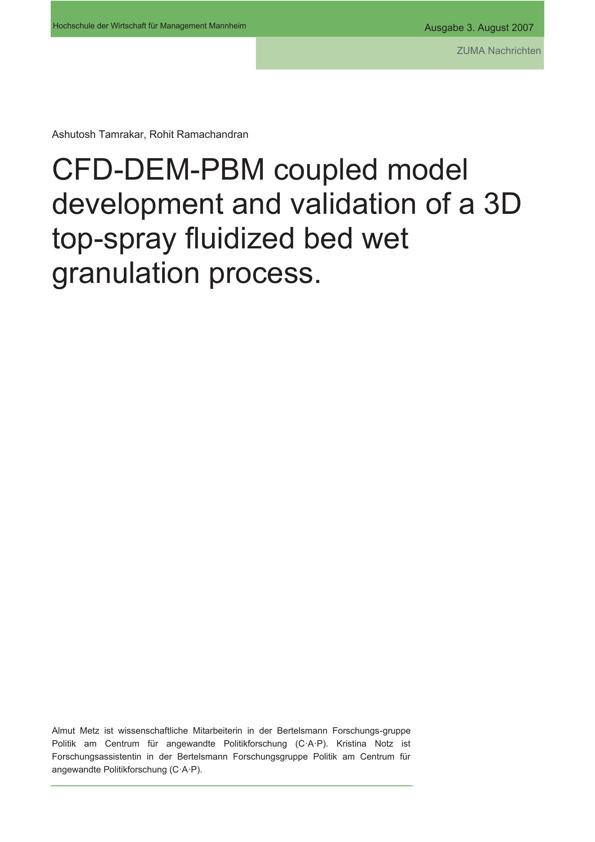 Hochschule der Wirtschaft für Management Mannheim
Ausgabe 3. August 2007
ZUMA Nachrichten
Ashutosh Tamrakar, Rohit Ramachandran
CFD-DEM-PBM coupled model
development and validation of a 3D
top-spray fluidized bed wet
granulation process.
Almut Metz ist wissenschaftliche Mitarbeiterin in der Bertelsmann Forschungs-gruppe
Politik am Centrum für angewandte Politikforschung (C·A·P). Kristina Notz ist
Forschungsassistentin in der Bertelsmann Forschungsgruppe Politik am Centrum für
angewandte Politikforschung (C·A·P).